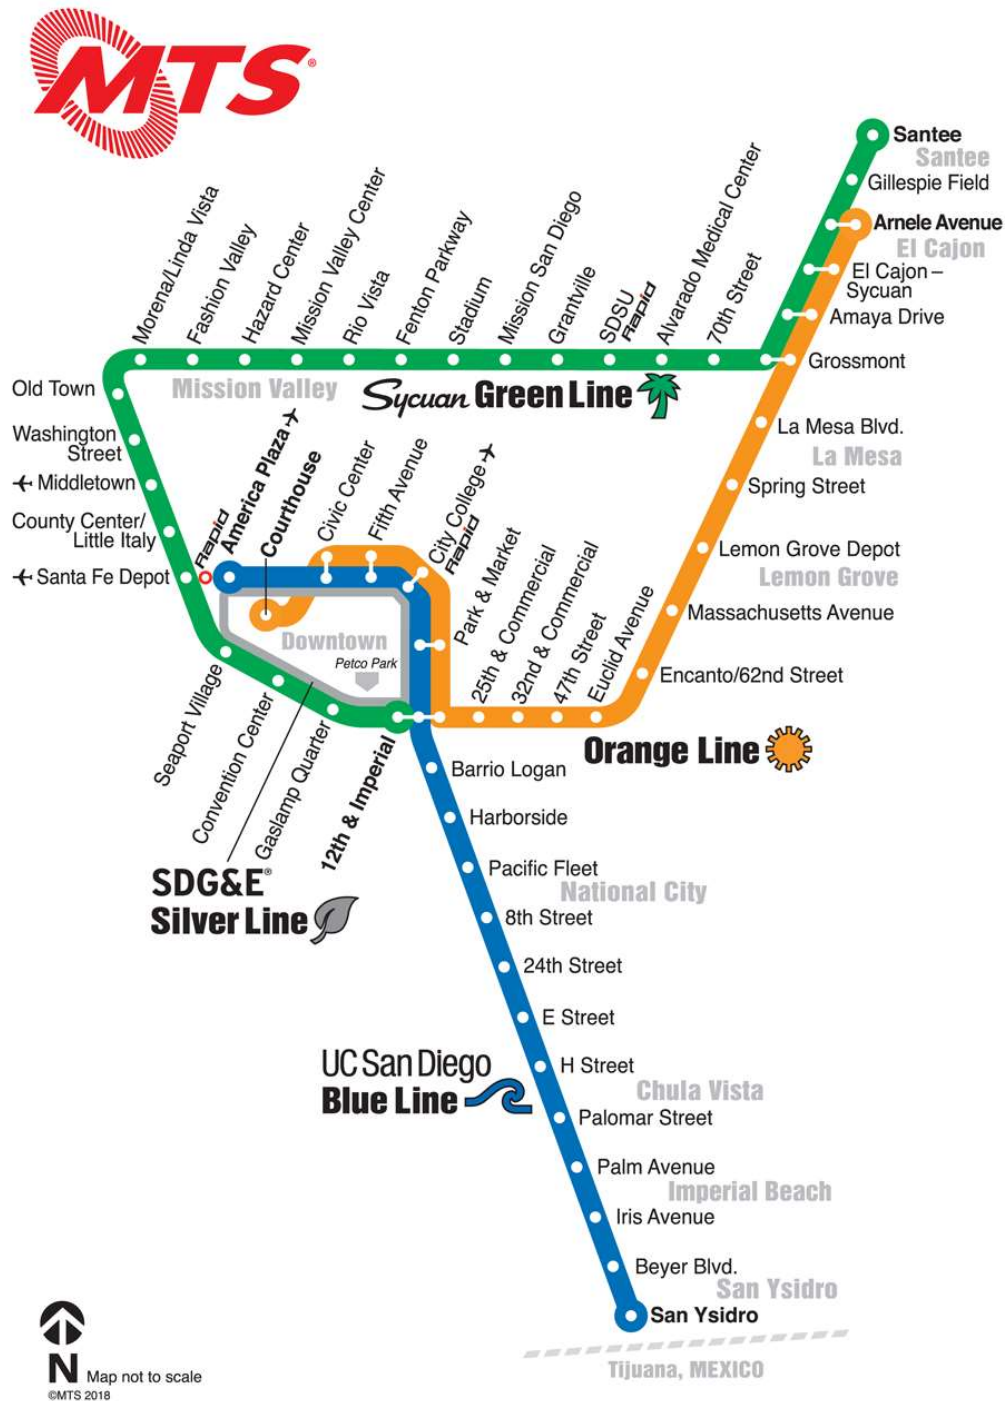 MTS®
Santee
Santee
Gillespie Field
Arnele Avenue
El Cajon
El Cajon –
Sycuan
Amaya Drive
Grossmont
Morena/Linda Vista
Fashion Valley
Hazard Center
Mission Valley Center
Rio Vista
Fenton Parkway
Stadium
Mission San Diego
Grantville
SDSU
Rapid
Alvarado Medical Center
70th Street
Mission Valley
Sycuan Green Line
Old Town
Washington
Street
Middletown
County Center/
Little Italy
Santa Fe Depot
Rapid
America Plaza
Courthouse
Civic Center
Fifth Avenue
City College
Rapid
Park & Market
25th & Commercial
32nd & Commercial
47th Street
Euclid Avenue
La Mesa Blvd.
La Mesa
Spring Street
Lemon Grove Depot
Lemon Grove
Massachusetts Avenue
Encanto/62nd Street
Downtown
Petco Park
Seaport Village
Convention Center
Gaslamp Quarter
12th & Imperial
Orange Line
SDG&E®
Silver Line
Barrio Logan
Harborside
Pacific Fleet
National City
8th Street
24th Street
E Street
UC San Diego
Blue Line
H Street
Chula Vista
Palomar Street
Palm Avenue
Imperial Beach
Iris Avenue
Beyer Blvd.
San Ysidro
San Ysidro
Tijuana, MEXICO
N Map not to scale
©MTS 2018